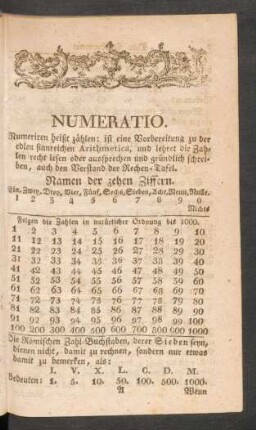 NUMERATIO.
Numeriren heißt zählen: ist eine Vorbereitung zu der
edlen sinnreichen Arithmetica, und lehret die Zah-
len recht lesen oder aussprechen und gründlich schrei-
ben, auch den Verstand der Rechen-Tafel.
Namen der zehen Ziffern.
Ein, Zwey, Drey, Vier, Fünf, Sechs, Sieben, Acht, Neun, Nulle.
1 2 3 4 5 6 7 8 9 0
Nichts
Folgen die Zahlen in natürlicher Ordnung bis 1000.
1 2 3 4 5 6 7 8 9 10
11 12 13 14 15 16 17 18 19 20
21 22 23 24 25 26 27 28 29 30
31 32 33 34 35 36 37 38 39 40
41 42 43 44 45 46 47 48 49 50
51 52 53 54 55 56 57 58 59 60
61 62 63 64 65 66 67 68 69 70
71 72 73 74 75 76 77 78 79 80
81 82 83 84 85 86 87 88 89 90
91 92 93 94 95 96 97 98 99 100
100 200 300 400 500 600 700 800 900 1000
Die Römischen Zahl-Buchstaben, derer Sieben seyn,
dienen nicht, damit zu rechnen, sondern nur etwas
damit zu bemerken, als:
I. V. X. L. C. D. M.
Bedeuten: 1. 5. 10. 50. 100. 500. 1000.
A Wenn